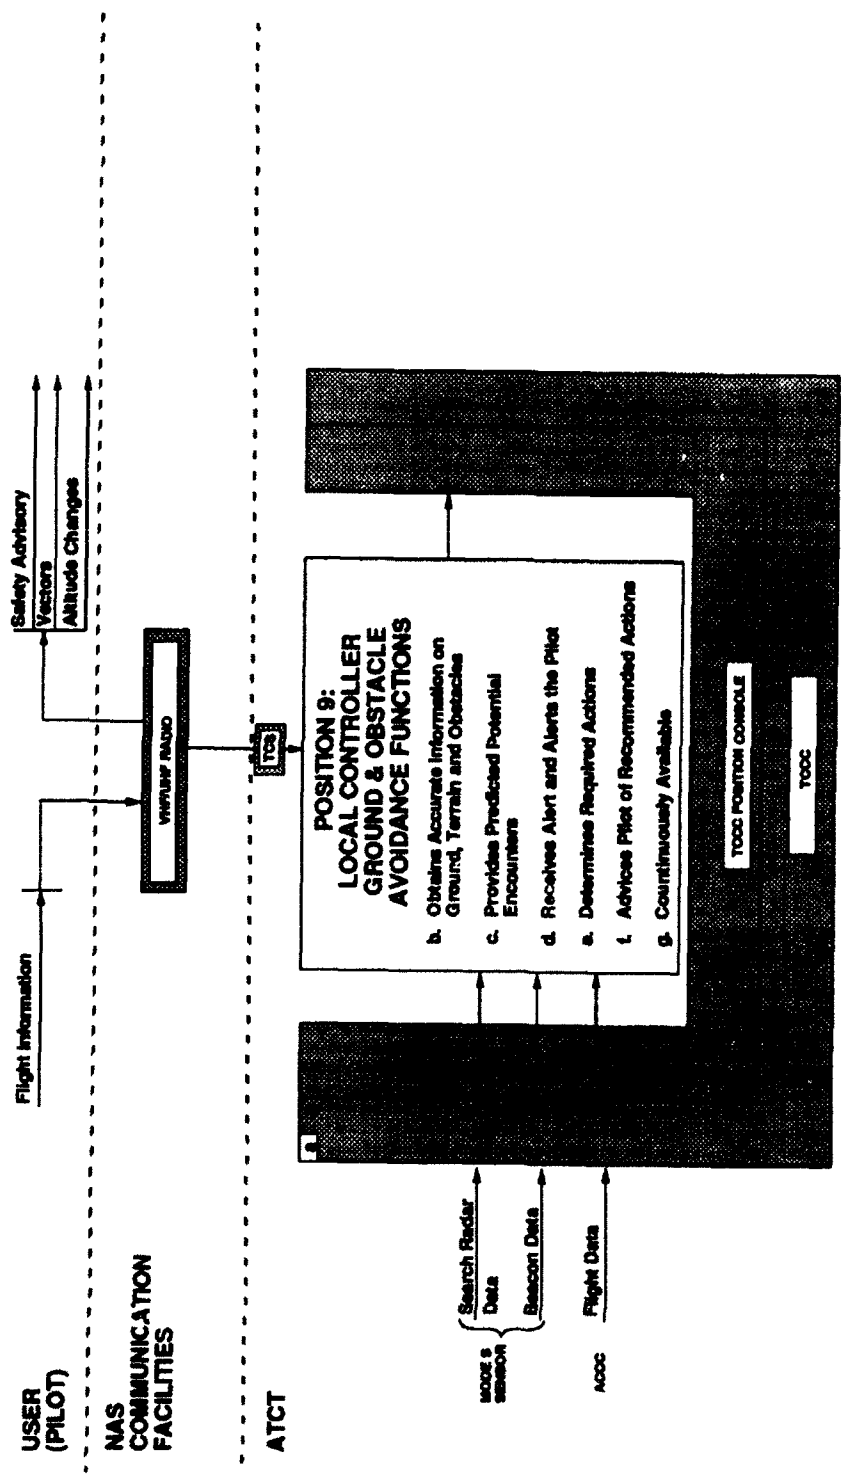 USER
(PILOT)
Flight Information
Safety Advisory
Vectors
Altitude Changes
NAS
COMMUNICATION
FACILITIES
VHF/UHF RADIO
ATCT
TCS
a
POSITION 9:
LOCAL CONTROLLER
GROUND & OBSTACLE
AVOIDANCE FUNCTIONS
b. Obtains Accurate Information on
Ground, Terrain and Obstacles
c. Provides Predicted Potential
Encounters
d. Receives Alert and Alerts the Pilot
e. Determines Required Actions
f. Advices Pilot of Recommended Actions
g. Countinuously Available
MODE S
SENSOR
Search Radar
Data
Beacon Data
ACCC
Flight Data
TCCC POSITION CONSOLE
TCCC